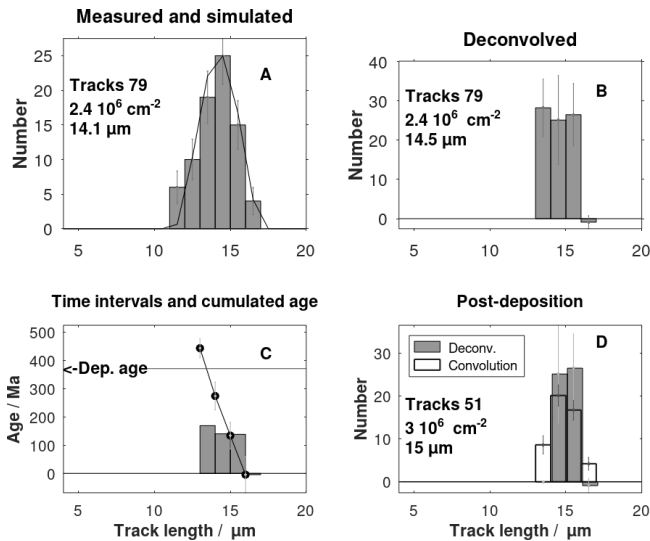 Measured and simulated
25
20
15
10
5
0
Number
A
Tracks 79
2.4 10⁶ cm⁻²
14.1 µm
5
10
15
20
Deconvolved
40
30
20
10
0
Number
B
Tracks 79
2.4 10⁶ cm⁻²
14.5 µm
5
10
15
20
Time intervals and cumulated age
500
400
300
200
100
0
Age / Ma
C
<-Dep. age
5
10
15
20
Track length / µm
Post-deposition
30
20
10
0
Number
Deconv.
Convolution
D
Tracks 51
3 10⁶ cm⁻²
15 µm
5
10
15
20
Track length / µm